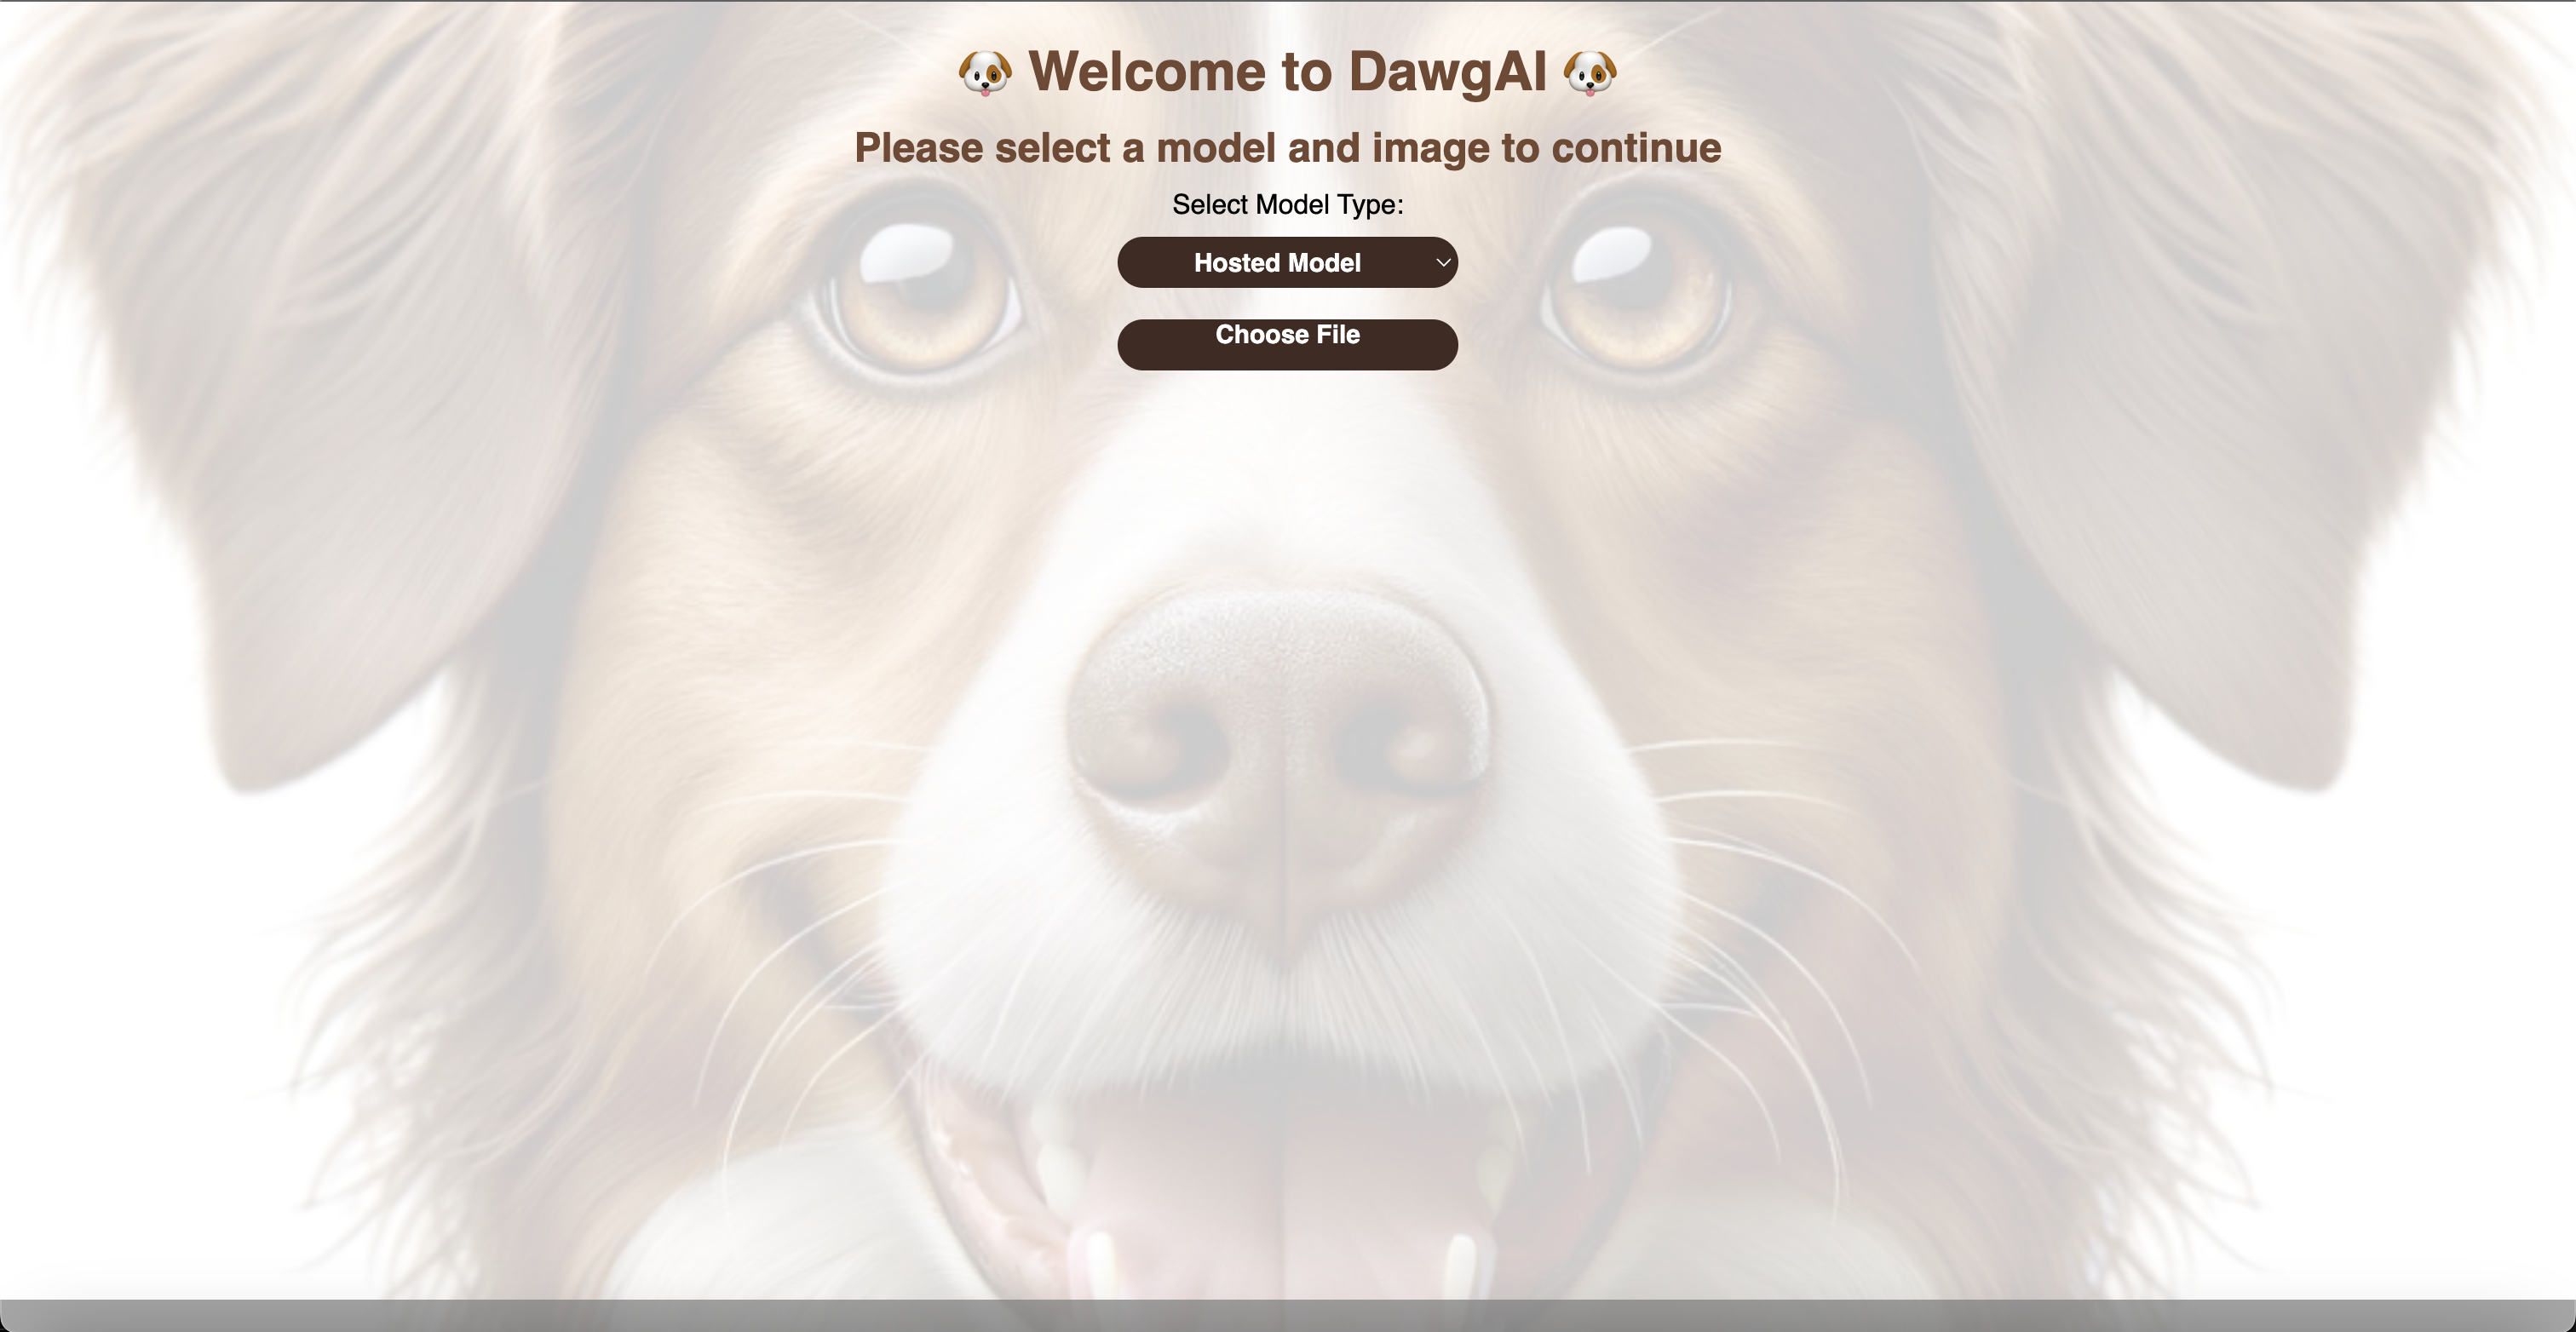 🐶 Welcome to DawgAI 🐶
Please select a model and image to continue
Select Model Type:
Hosted Model
Choose File